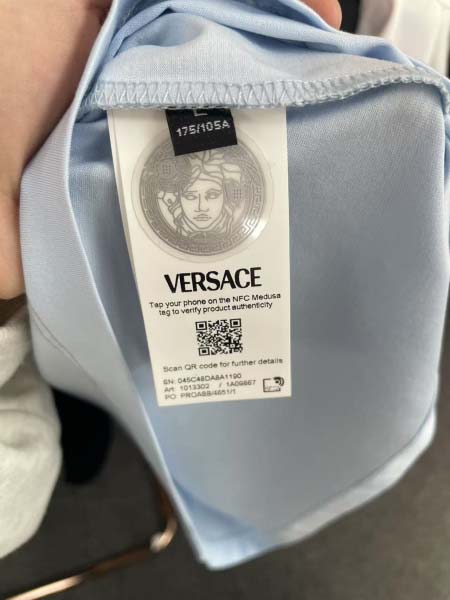 L
175/105A
VERSACE
Tap your phone on the NFC Medusa
tag to verify product authenticity
Scan QR code for further details
SN: 045C48DA8A1190
Art: 1013302 / 1A09867
PO: PROABB/4651/1